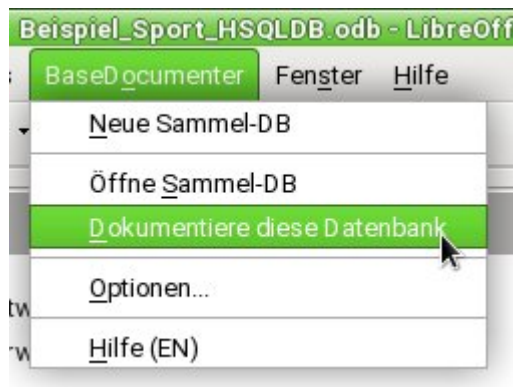 Beispiel_Sport_HSQLDB.odb - LibreOff
BaseDocumenter Fenster Hilfe
Neue Sammel-DB
Öffne Sammel-DB
Dokumentiere diese Datenbank
Optionen...
Hilfe (EN)